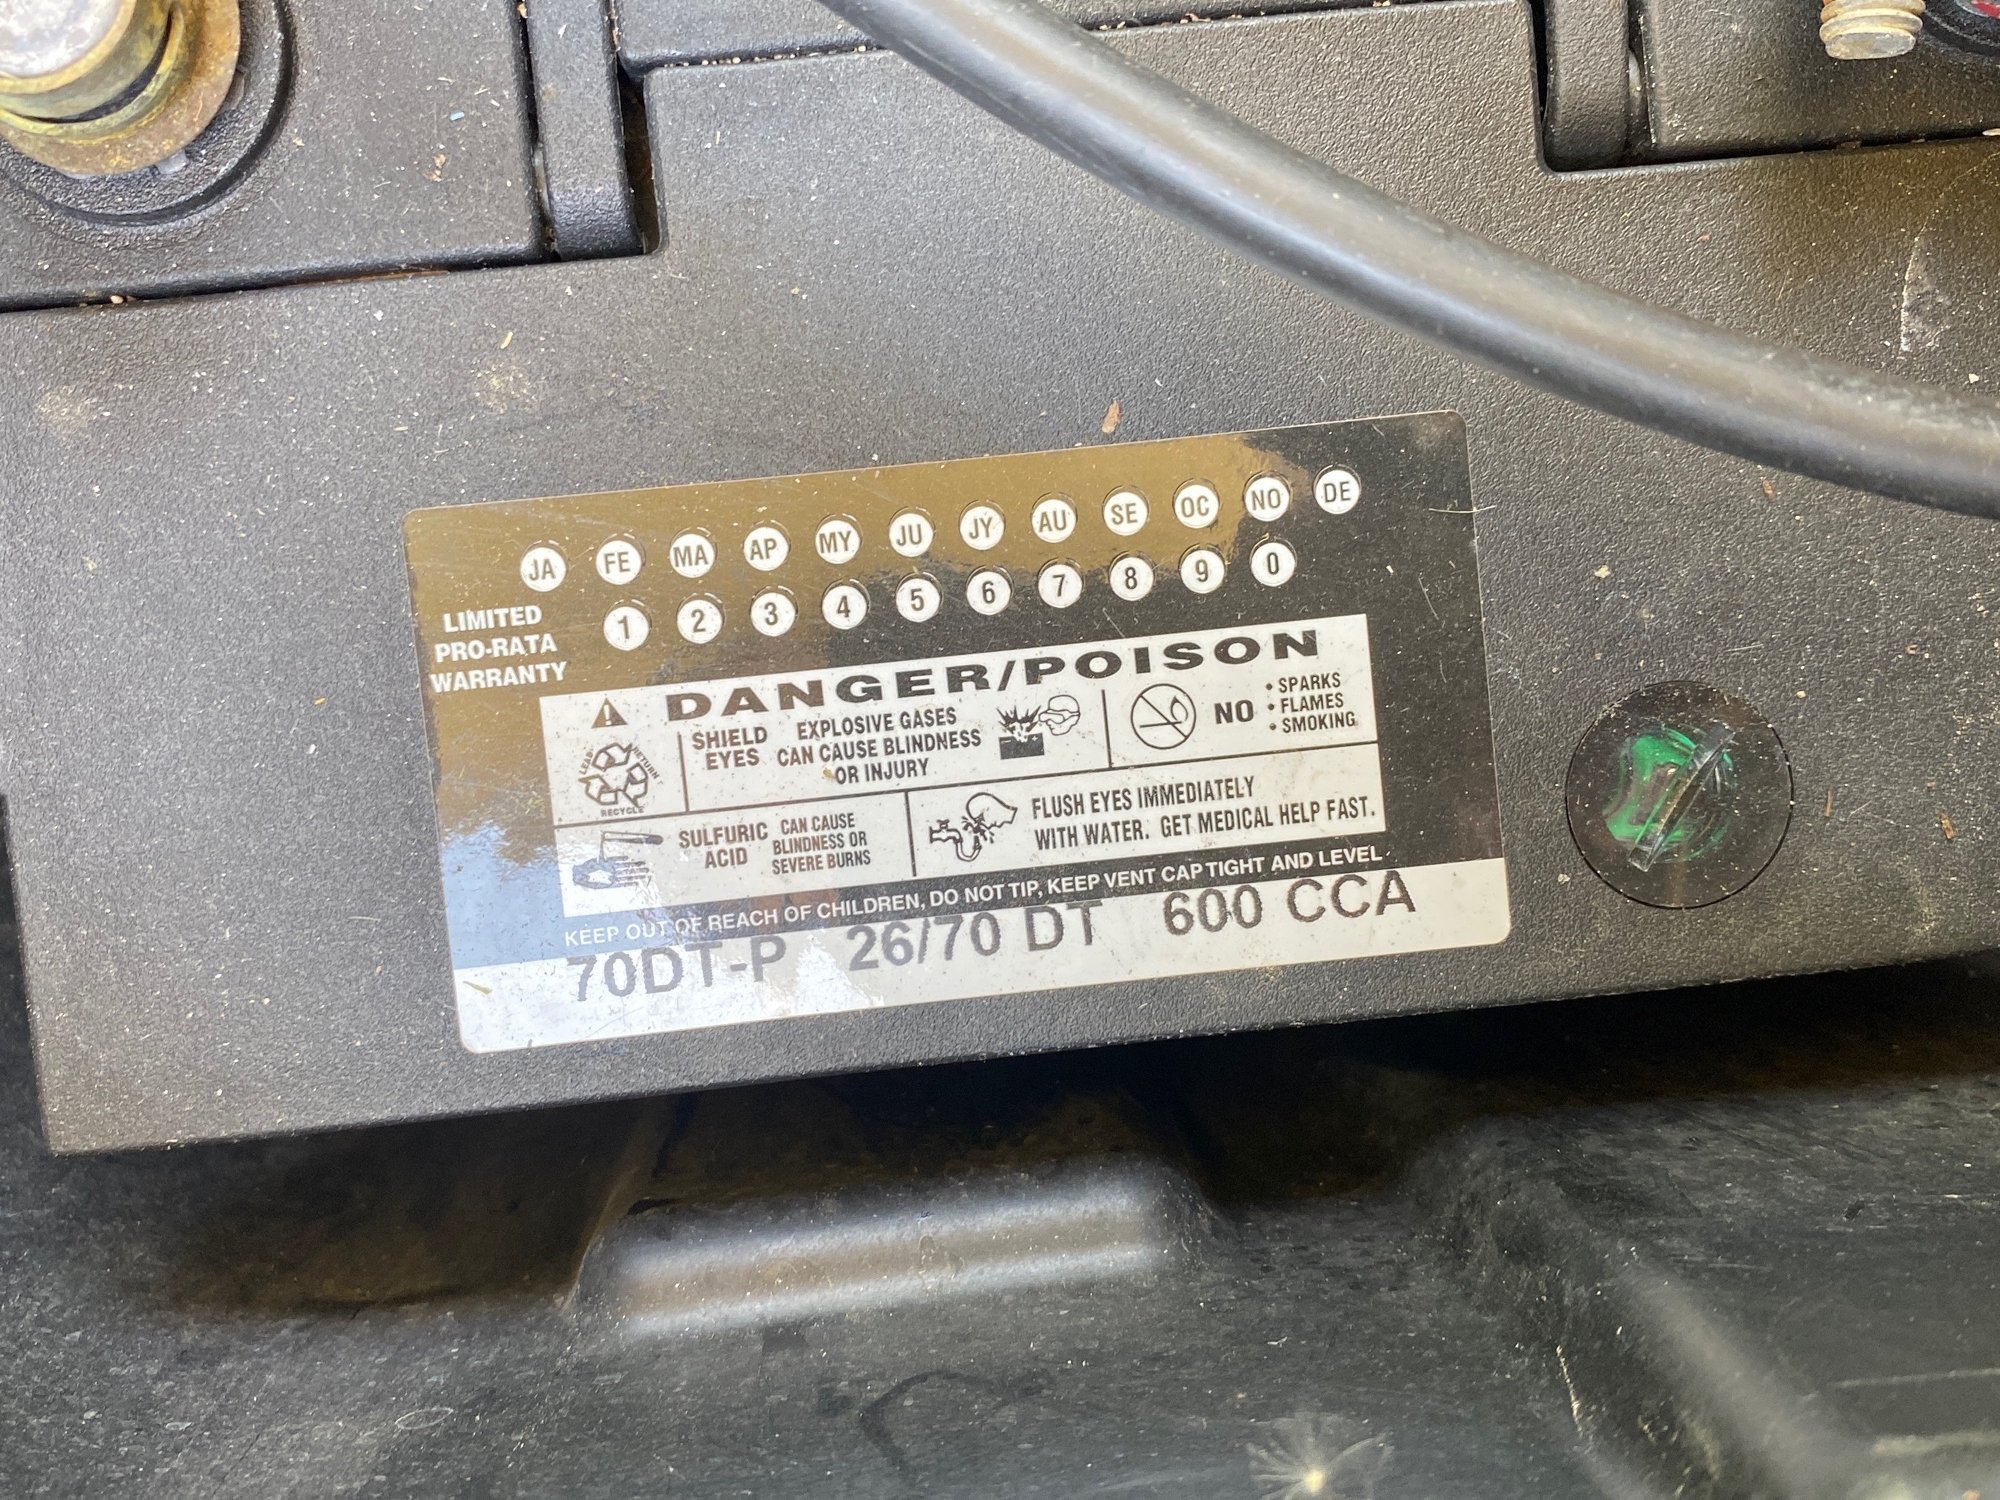 JA FE MA AP MY JU JY AU SE OC NO DE
1 2 3 4 5 6 7 8 9 0
LIMITED
PRO-RATA
WARRANTY
DANGER/POISON
LEAD RETURN RECYCLE
SHIELD
EYES
EXPLOSIVE GASES
CAN CAUSE BLINDNESS
OR INJURY
NO
• SPARKS
• FLAMES
• SMOKING
SULFURIC
ACID
CAN CAUSE
BLINDNESS OR
SEVERE BURNS
FLUSH EYES IMMEDIATELY
WITH WATER. GET MEDICAL HELP FAST.
KEEP OUT OF REACH OF CHILDREN, DO NOT TIP, KEEP VENT CAP TIGHT AND LEVEL
70DT-P 26/70 DT 600 CCA